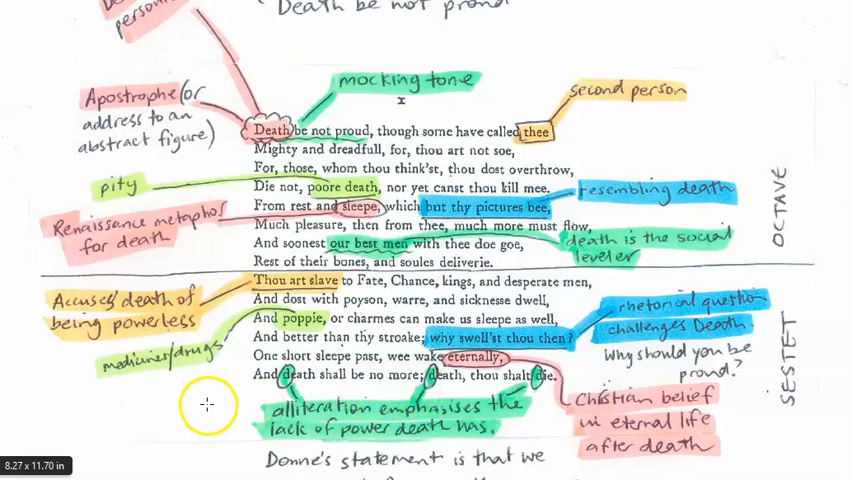 Death be not proud
mocking tone
x
second person
Apostrophe (or
address to an
abstract figure)
Death be not proud, though some have called thee
Mighty and dreadfull, for, thou art not soe,
For, those, whom thou think'st, thou dost overthrow,
Die not, poore death, nor yet canst thou kill mee.
From rest and sleepe, which but thy pictures bee,
Much pleasure, then from thee, much more must flow,
And soonest our best men with thee doe goe,
Rest of their bones, and soules deliverie.
Thou art slave to Fate, Chance, kings, and desperate men,
And dost with poyson, warre, and sicknesse dwell,
And poppie, or charmes can make us sleepe as well,
And better than thy stroake; why swell'st thou then?
One short sleepe past, wee wake eternally,
And death shall be no more; death, thou shalt die.
pity
resembling death
Renaissance metaphor
for death
death is the social
leveler
OCTAVE
Accuses death of
being powerless
medicines/drugs
rhetorical question
challenges Death.
Why should you be
proud?
SESTET
alliteration emphasises the
lack of power death has.
Christian belief
in eternal life
after death
Donne's statement is that we
8.27 x 11.70 in